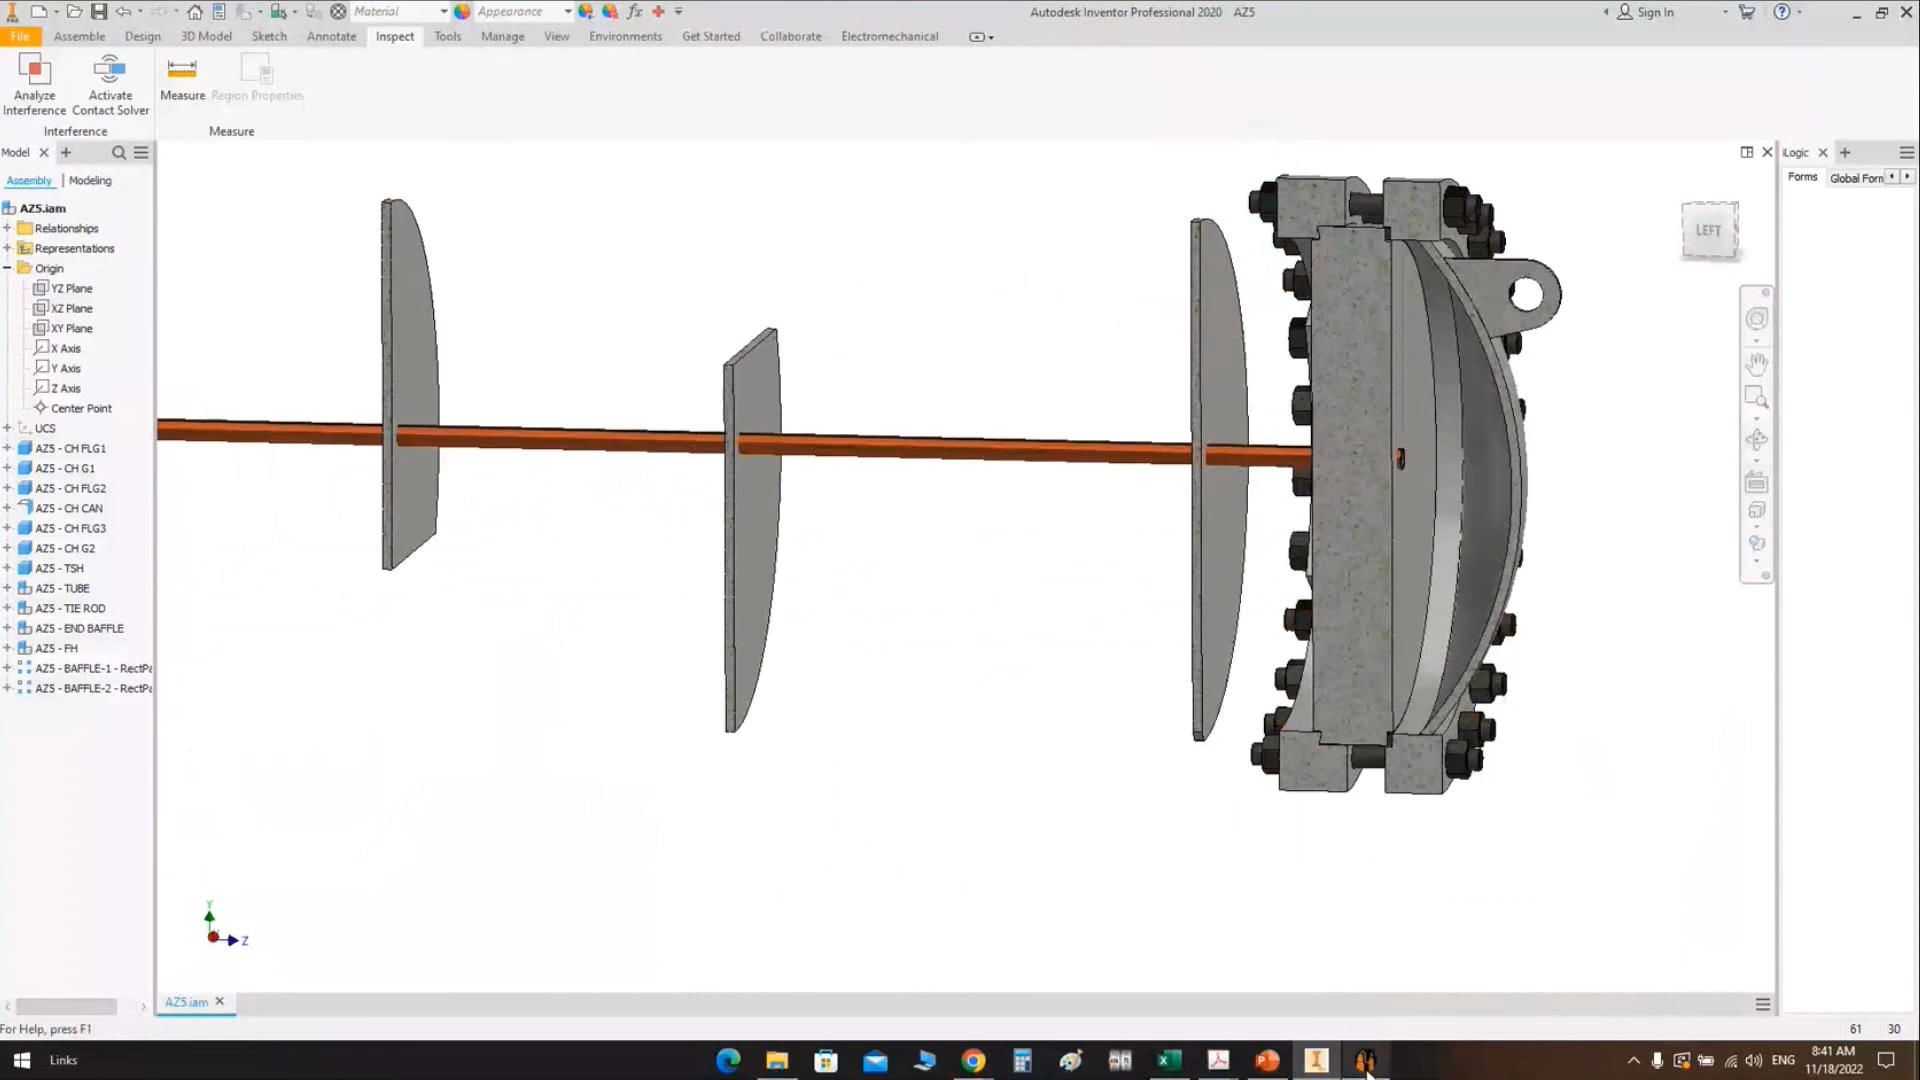 Material
Appearance
fx
Autodesk Inventor Professional 2020 AZ5
Sign In
File Assemble Design 3D Model Sketch Annotate Inspect Tools Manage View Environments Get Started Collaborate Electromechanical
Analyze Interference
Activate Contact Solver
Measure
Region Properties
Interference
Measure
Model
iLogic
Assembly
Modeling
Forms
Global Forn
AZ5.iam
Relationships
Representations
Origin
YZ Plane
XZ Plane
XY Plane
X Axis
Y Axis
Z Axis
Center Point
UCS
AZ5 - CH FLG1
AZ5 - CH G1
AZ5 - CH FLG2
AZ5 - CH CAN
AZ5 - CH FLG3
AZ5 - CH G2
AZ5 - TSH
AZ5 - TUBE
AZ5 - TIE ROD
AZ5 - END BAFFLE
AZ5 - FH
AZ5 - BAFFLE-1 - RectPa
AZ5 - BAFFLE-2 - RectPa
LEFT
Y
Z
AZ5.iam
For Help, press F1
61 30
Links
ENG
8:41 AM
11/18/2022